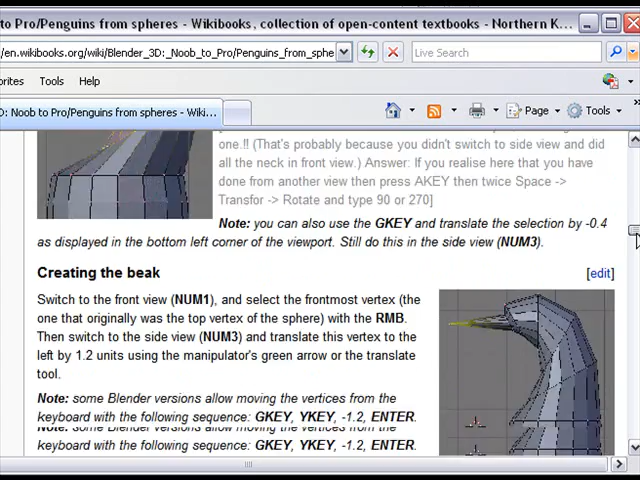 to Pro/Penguins from spheres - Wikibooks, collection of open-content textbooks - Northern K...
/en.wikibooks.org/wiki/Blender_3D:_Noob_to_Pro/Penguins_from_sphe
Live Search
orites Tools Help
D: Noob to Pro/Penguins from spheres - Wiki...
Page
Tools
one.!! (That's probably because you didn't switch to side view and did
all the neck in front view.) Answer: If you realise here that you have
done from another view then press AKEY then twice Space ->
Transfor -> Rotate and type 90 or 270]
Note: you can also use the GKEY and translate the selection by -0.4
as displayed in the bottom left corner of the viewport. Still do this in the side view (NUM3).
Creating the beak
[edit]
Switch to the front view (NUM1), and select the frontmost vertex (the
one that originally was the top vertex of the sphere) with the RMB.
Then switch to the side view (NUM3) and translate this vertex to the
left by 1.2 units using the manipulator's green arrow or the translate
tool.
Note: some Blender versions allow moving the vertices from the
keyboard with the following sequence: GKEY, YKEY, -1.2, ENTER.
Note: some Blender versions allow moving the vertices from the
keyboard with the following sequence: GKEY, YKEY, -1.2, ENTER.